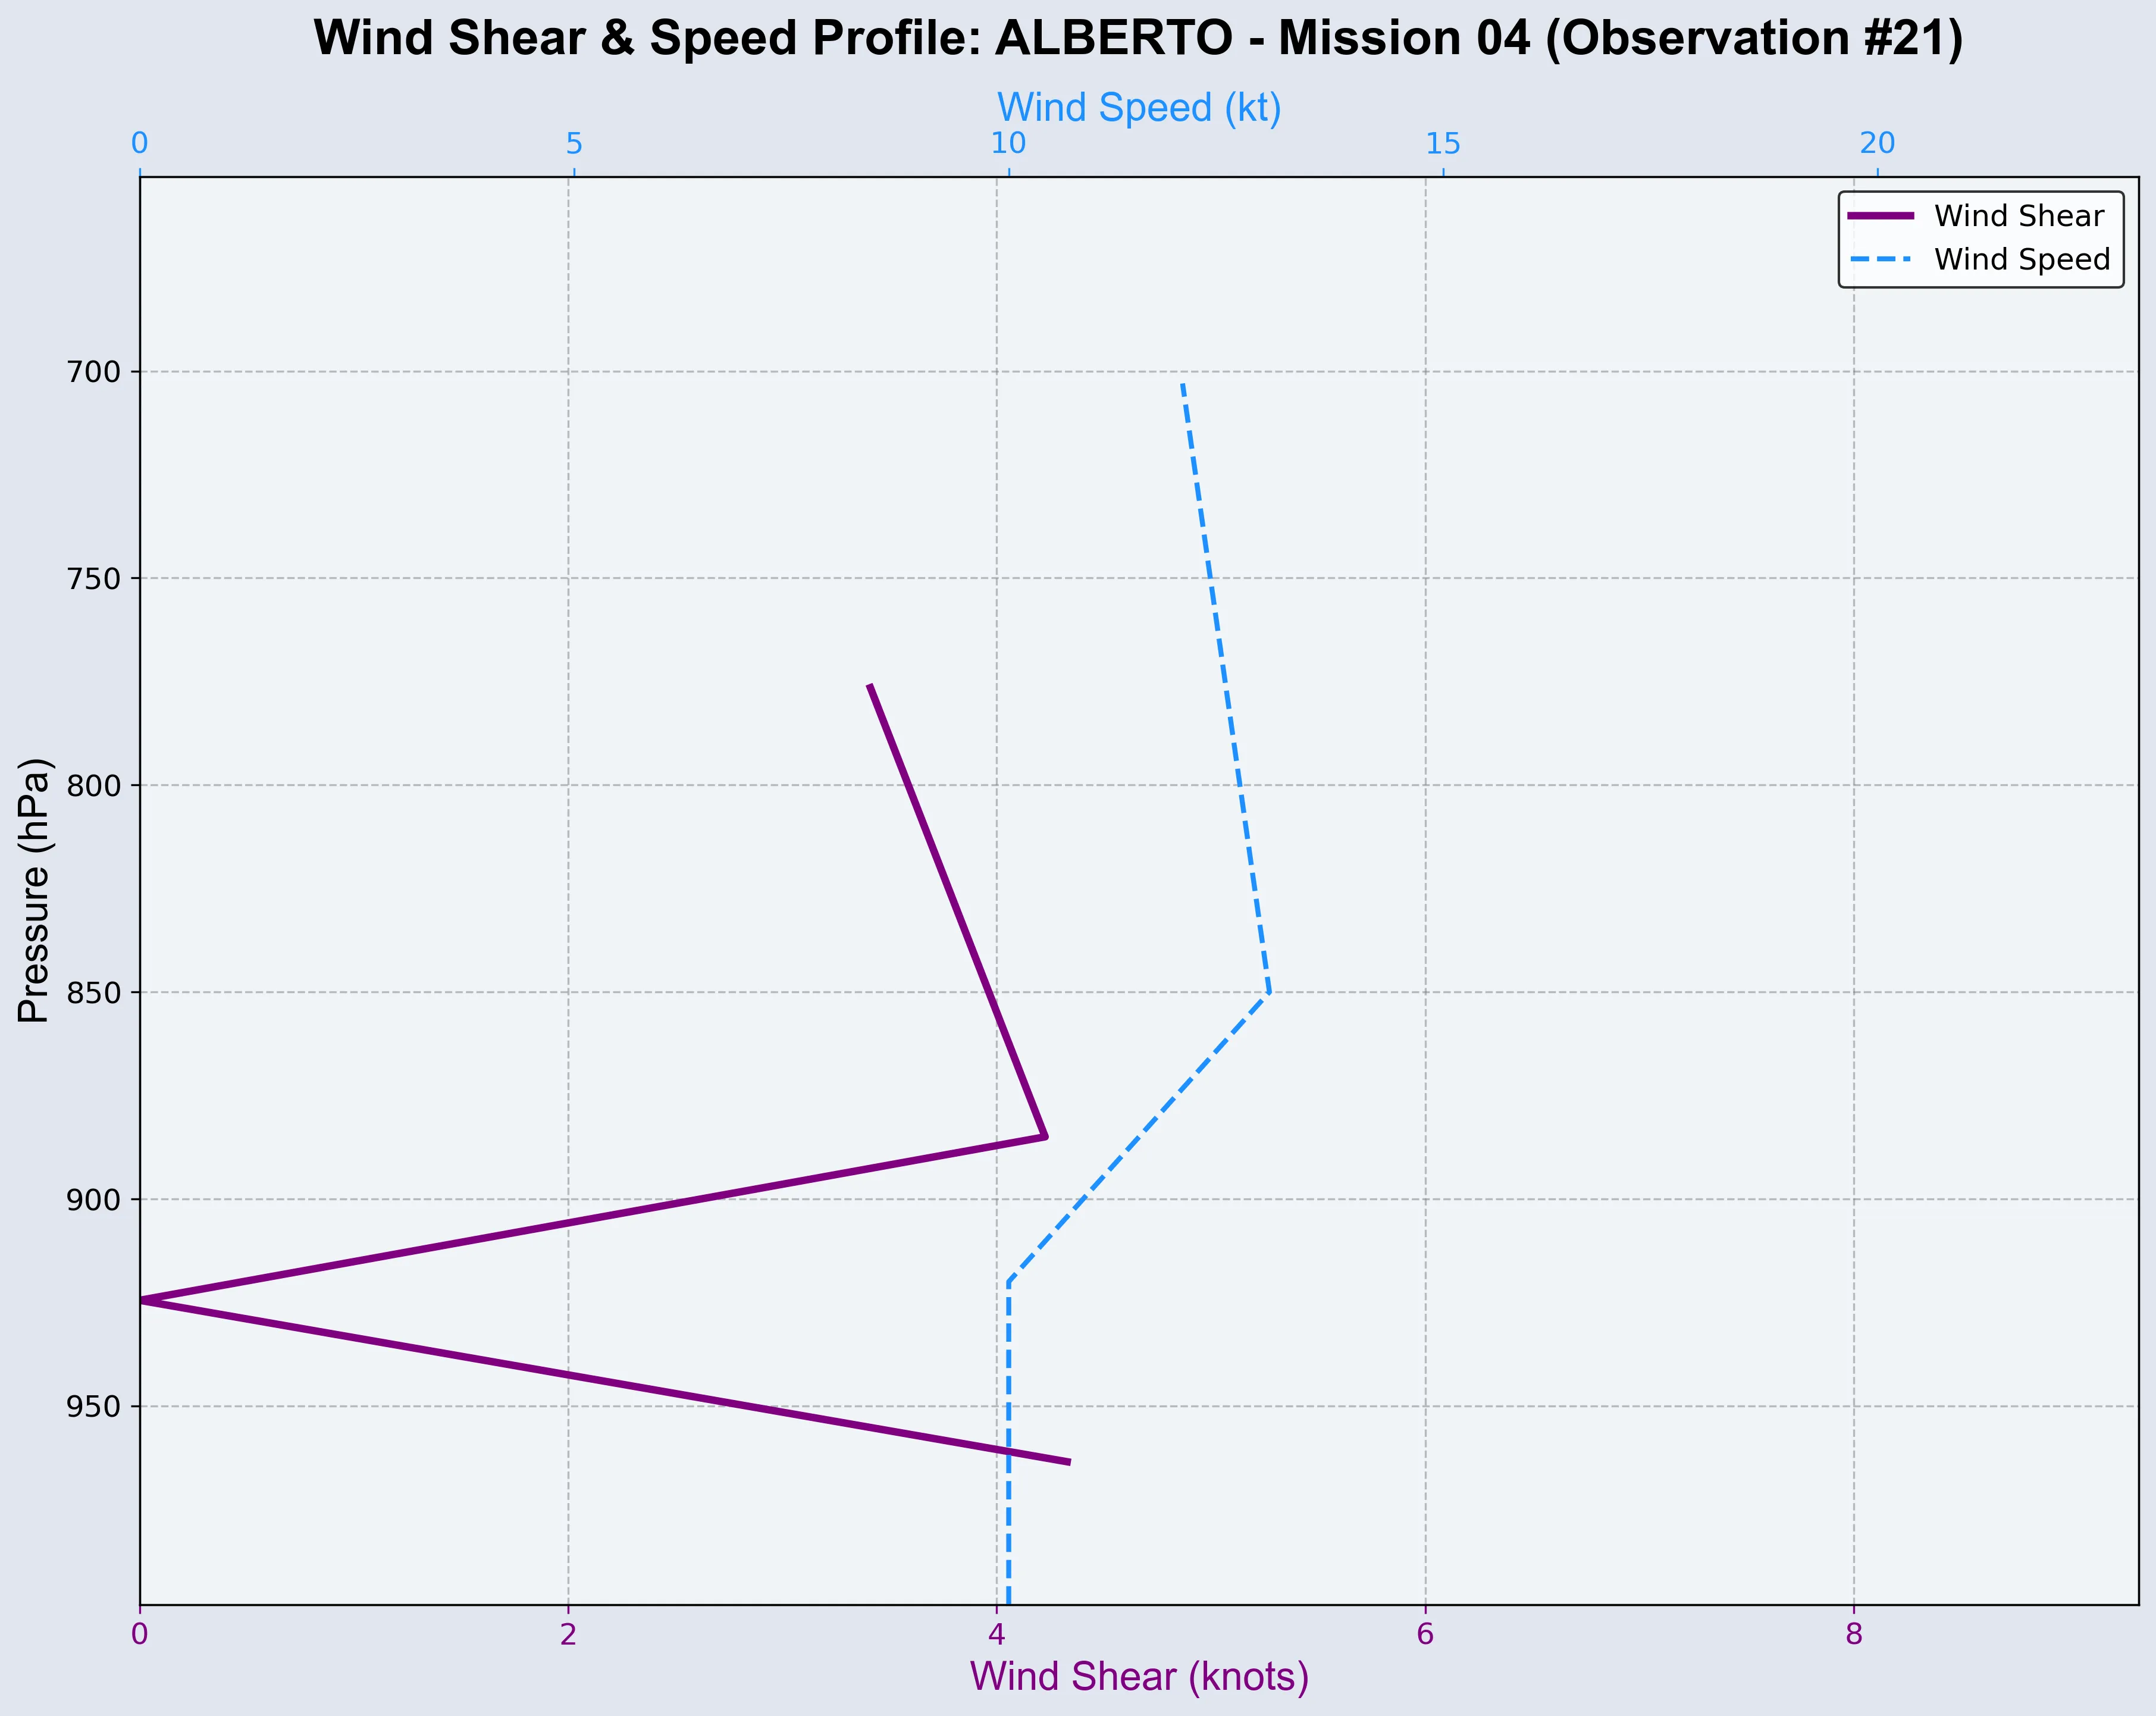 Wind Shear & Speed Profile: ALBERTO - Mission 04 (Observation #21)
Wind Speed (kt)
0 5 10 15 20
Wind Shear
Wind Speed
700
750
800
850
900
950
Pressure (hPa)
0 2 4 6 8
Wind Shear (knots)